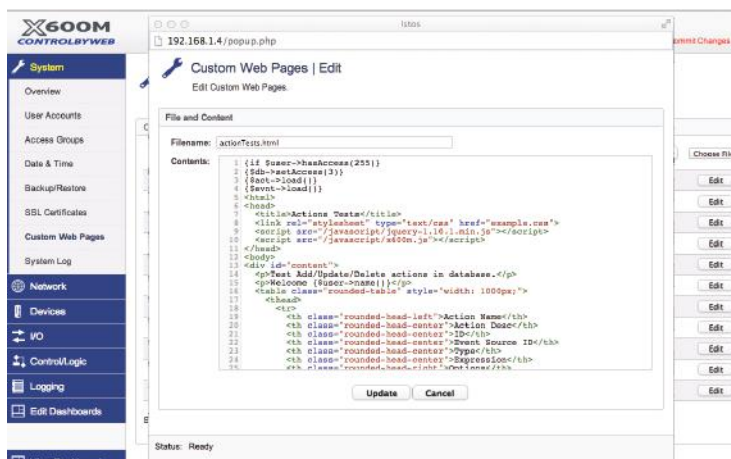 X600M
CONTROLBYWEB
Istos
192.168.1.4/popup.php
ommit Changes
System
Overview
User Accounts
Access Groups
Date & Time
Backup/Restore
SSL Certificates
Custom Web Pages
System Log
Network
Devices
I/O
Control/Logic
Logging
Edit Dashboards
Custom Web Pages | Edit
Edit Custom Web Pages.
File and Content
Filename: actionTests.html
Contents:
1 {if $user->hasAccess(255)}
2 {$db->setAccess(3)}
3 {$act->load()}
4 {$evnt->load()}
5 <html>
6 <head>
7 <title>Actions Tests</title>
8 <link rel="stylesheet" type="text/css" href="example.css">
9 <script src="/javascript/jquery-1.10.1.min.js"></script>
10 <script src="/javascript/x600m.js"></script>
11 </head>
12 <body>
13 <div id="content">
14 <p>Test Add/Update/Delete actions in database.</p>
15 <p>Welcome {$user->name()}</p>
16 <table class="rounded-table" style="width: 1000px;">
17 <thead>
18 <tr>
19 <th class="rounded-head-left">Action Name</th>
20 <th class="rounded-head-center">Action Desc</th>
21 <th class="rounded-head-center">ID</th>
22 <th class="rounded-head-center">Event Source ID</th>
23 <th class="rounded-head-center">Type</th>
24 <th class="rounded-head-center">Expression</th>
25 <th class="rounded-head-right">Options</th>
Update Cancel
Status: Ready
Choose Fil
Edit
Edit
Edit
Edit
Edit
Edit
Edit
Edit
Edit
Edit
Edit